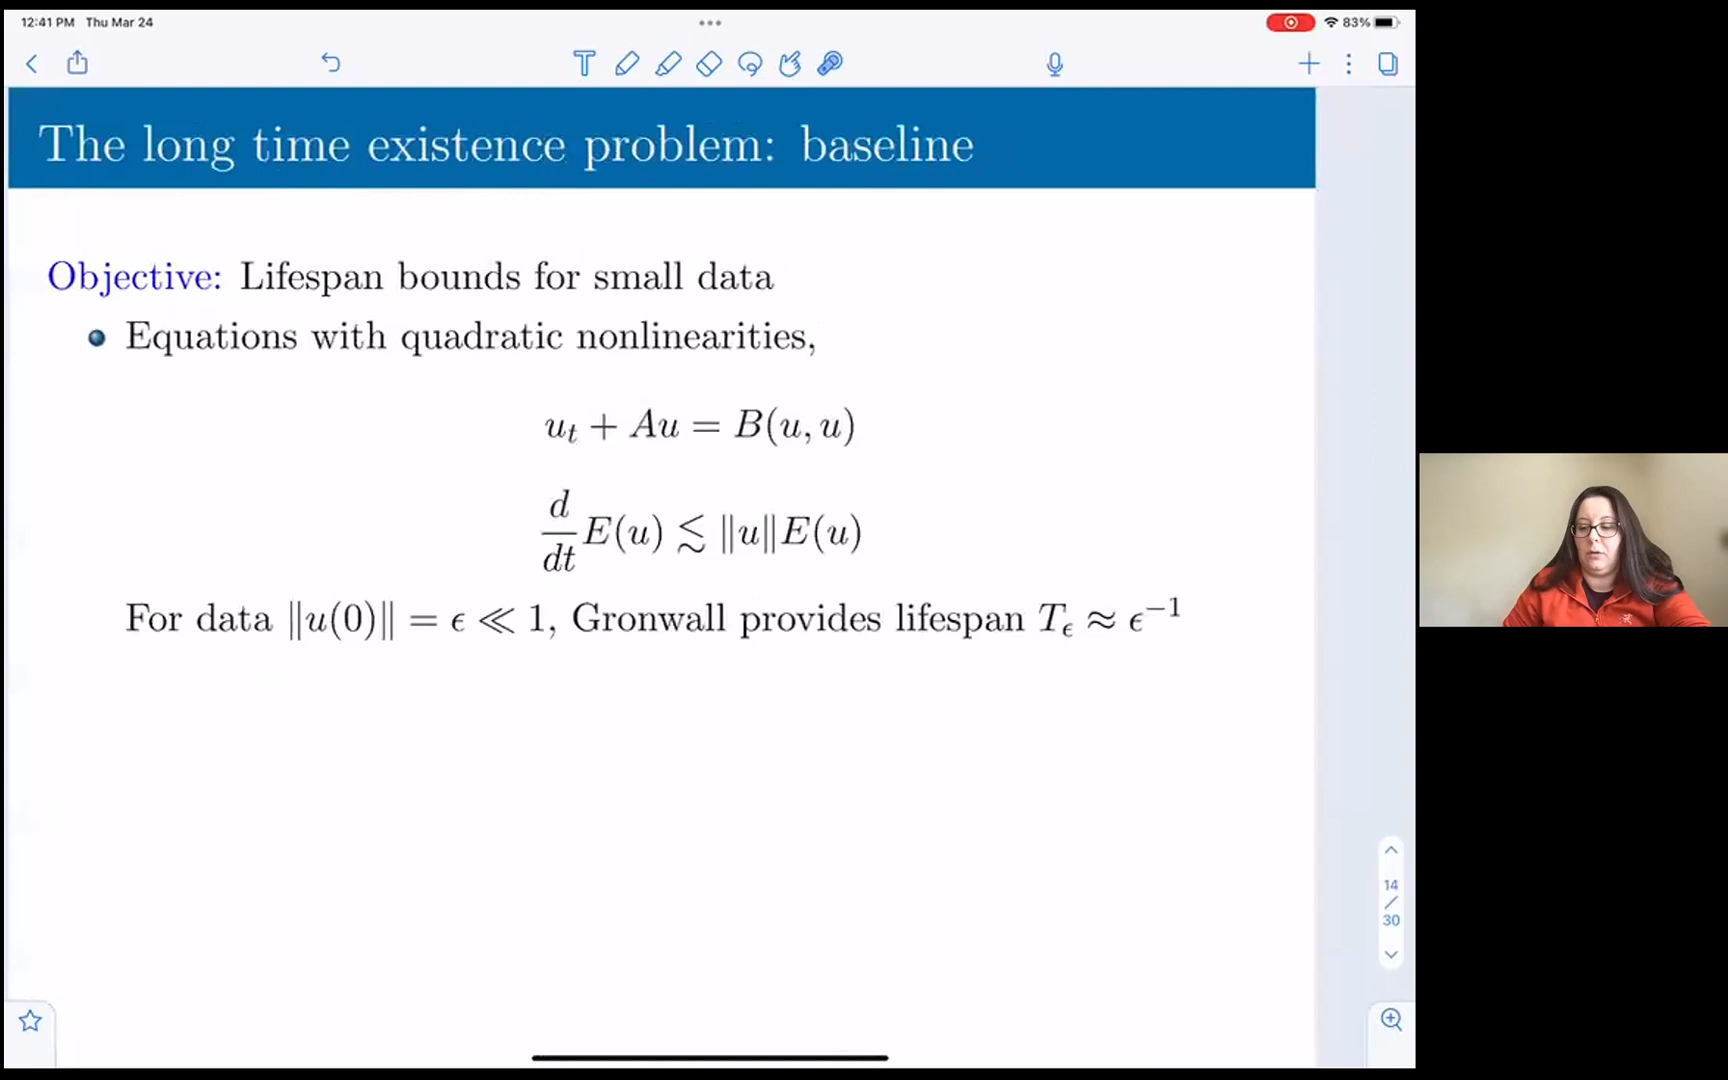 12:41 PM Thu Mar 24
83%
The long time existence problem: baseline
Objective: Lifespan bounds for small data
Equations with quadratic nonlinearities,
u_t + Au = B(u, u)
d/dt E(u) ≲ ‖u‖E(u)
For data ‖u(0)‖ = ϵ ≪ 1, Gronwall provides lifespan T_ϵ ≈ ϵ^{-1}
14
/
30